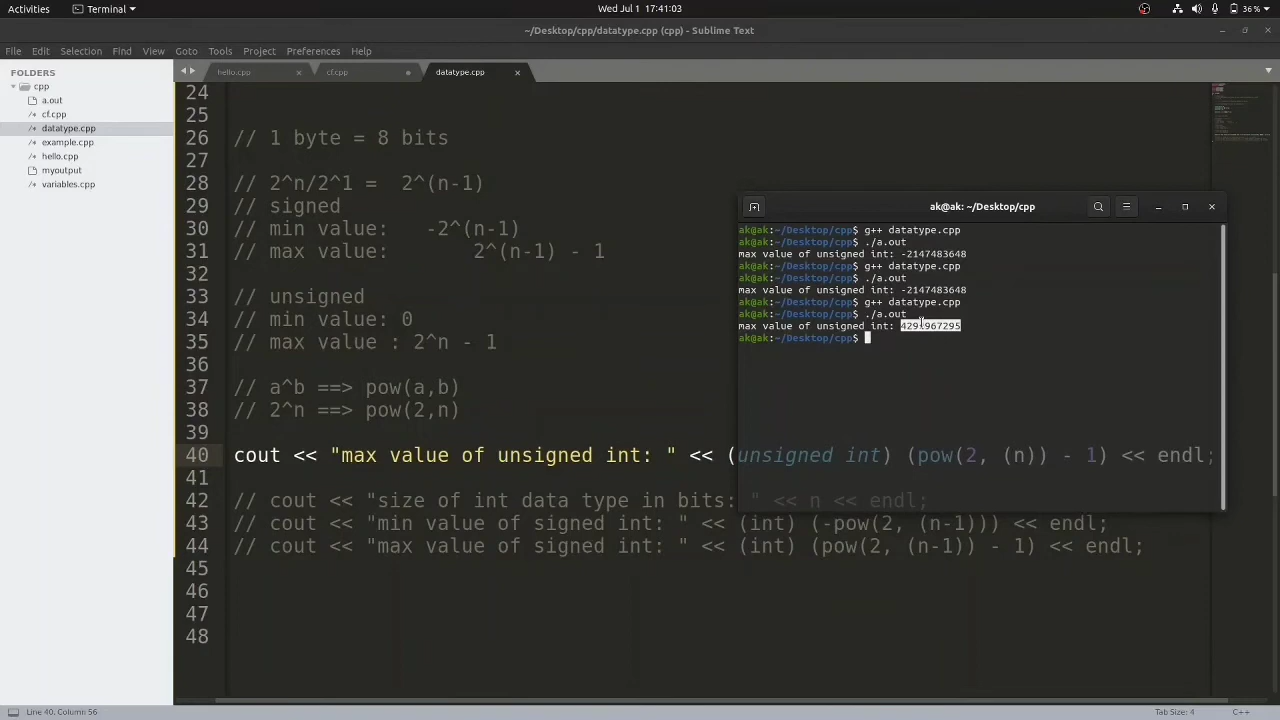 Activities
Terminal
Wed Jul 1 17:41:03
36%
~/Desktop/cpp/datatype.cpp (cpp) - Sublime Text
File Edit Selection Find View Goto Tools Project Preferences Help
FOLDERS
cpp
a.out
cf.cpp
datatype.cpp
example.cpp
hello.cpp
myoutput
variables.cpp
hello.cpp
cf.cpp
datatype.cpp
24
25
26 // 1 byte = 8 bits
27
28 // 2^n/2^1 = 2^(n-1)
29 // signed
30 // min value: -2^(n-1)
31 // max value: 2^(n-1) - 1
32
33 // unsigned
34 // min value: 0
35 // max value : 2^n - 1
36
37 // a^b ==> pow(a,b)
38 // 2^n ==> pow(2,n)
39
40 cout << "max value of unsigned int: " << (unsigned int) (pow(2, (n)) - 1) << endl;
41
42 // cout << "size of int data type in bits: " << n << endl;
43 // cout << "min value of signed int: " << (int) (-pow(2, (n-1))) << endl;
44 // cout << "max value of signed int: " << (int) (pow(2, (n-1)) - 1) << endl;
45
46
47
48
ak@ak: ~/Desktop/cpp
ak@ak:~/Desktop/cpp$ g++ datatype.cpp
ak@ak:~/Desktop/cpp$ ./a.out
max value of unsigned int: -2147483648
ak@ak:~/Desktop/cpp$ g++ datatype.cpp
ak@ak:~/Desktop/cpp$ ./a.out
max value of unsigned int: -2147483648
ak@ak:~/Desktop/cpp$ g++ datatype.cpp
ak@ak:~/Desktop/cpp$ ./a.out
max value of unsigned int: 4294967295
ak@ak:~/Desktop/cpp$
Line 40, Column 56
Tab Size: 4
C++